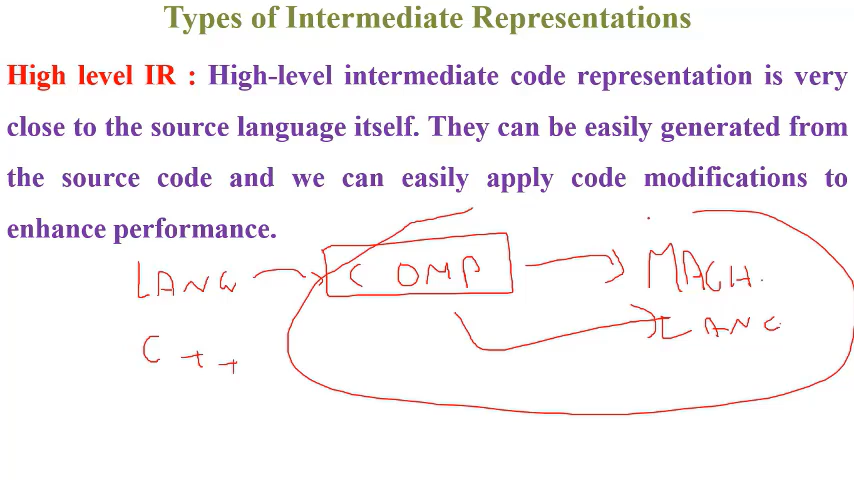 Types of Intermediate Representations
High level IR : High-level intermediate code representation is very
close to the source language itself. They can be easily generated from
the source code and we can easily apply code modifications to
enhance performance.
LANG COMP MACH.
LANG
C++